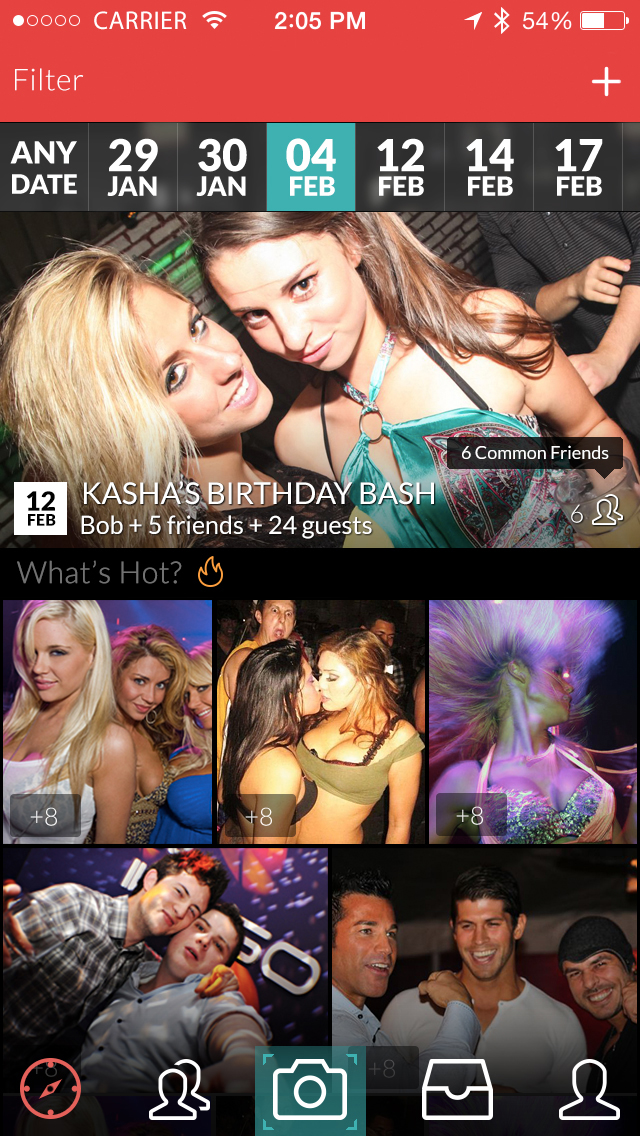 CARRIER 2:05 PM 54%
Filter
ANY DATE
29 JAN
30 JAN
04 FEB
12 FEB
14 FEB
17 FEB
6 Common Friends
12 FEB
KASHA'S BIRTHDAY BASH
6
Bob + 5 friends + 24 guests
What's Hot?
+8
+8
+8
+8
+8